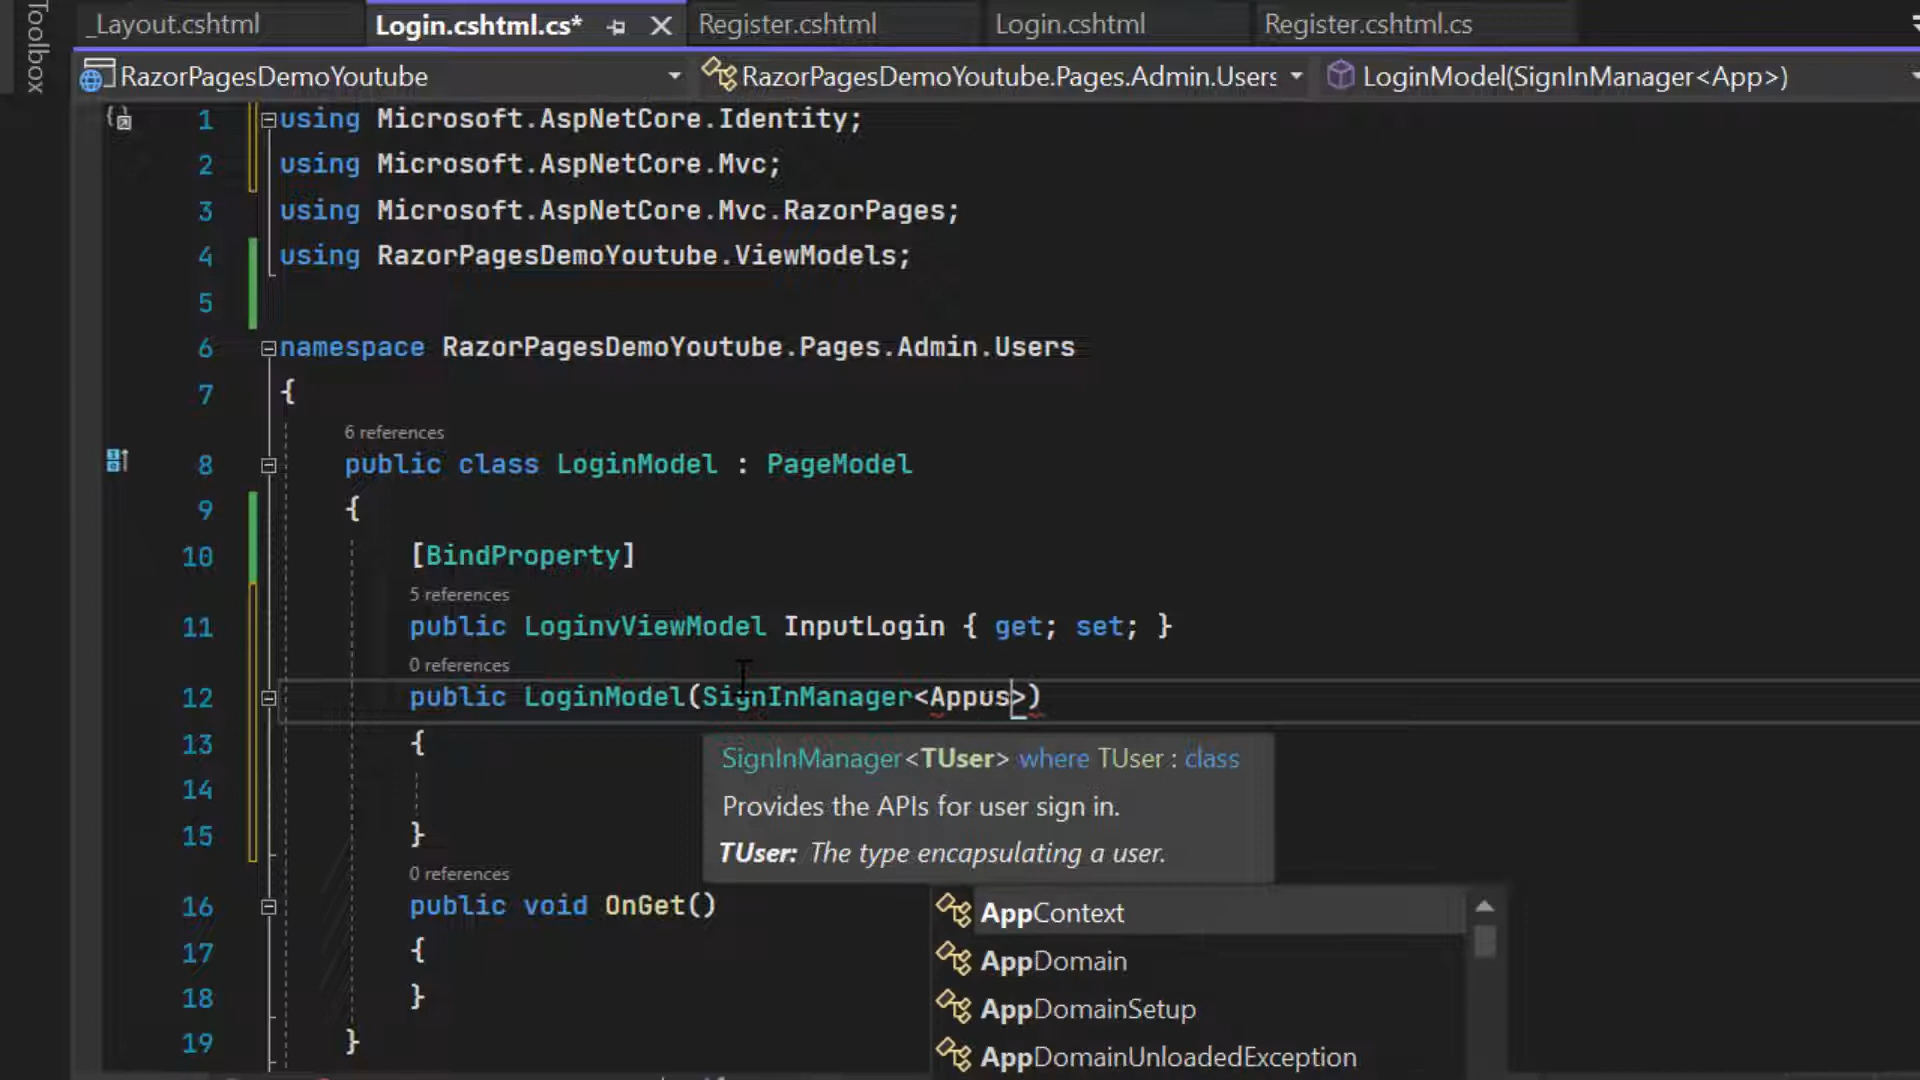 Toolbox
_Layout.cshtml Login.cshtml.cs* Register.cshtml Login.cshtml Register.cshtml.cs
RazorPagesDemoYoutube RazorPagesDemoYoutube.Pages.Admin.Users LoginModel(SignInManager<App>)
1 using Microsoft.AspNetCore.Identity;
2 using Microsoft.AspNetCore.Mvc;
3 using Microsoft.AspNetCore.Mvc.RazorPages;
4 using RazorPagesDemoYoutube.ViewModels;
5
6 namespace RazorPagesDemoYoutube.Pages.Admin.Users
7 {
6 references
8 public class LoginModel : PageModel
9 {
10 [BindProperty]
5 references
11 public LoginvViewModel InputLogin { get; set; }
0 references
12 public LoginModel(SignInManager<Appus>)
13 {
SignInManager<TUser> where TUser : class
14
Provides the APIs for user sign in.
15 }
TUser: The type encapsulating a user.
0 references
16 public void OnGet()
AppContext
17 {
AppDomain
18 }
AppDomainSetup
19 }
AppDomainUnloadedException